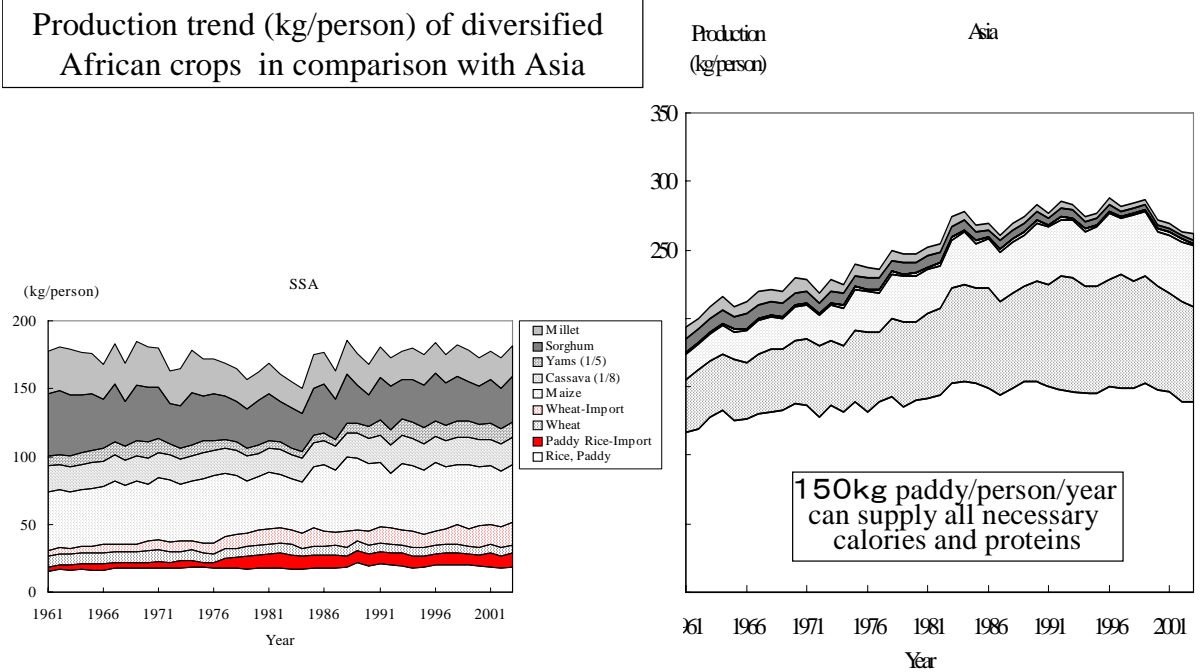 Production trend (kg/person) of diversified
African crops in comparison with Asia
Production
(kg/person)
Asia
350
300
250
(kg/person)
SSA
200
150
100
50
0
1961 1966 1971 1976 1981 1986 1991 1996 2001
Year
Millet
Sorghum
Yams (1/5)
Cassava (1/8)
Maize
Wheat-Import
Wheat
Paddy Rice-Import
Rice, Paddy
150kg paddy/person/year
can supply all necessary
calories and proteins
61 1966 1971 1976 1981 1986 1991 1996 2001
Year